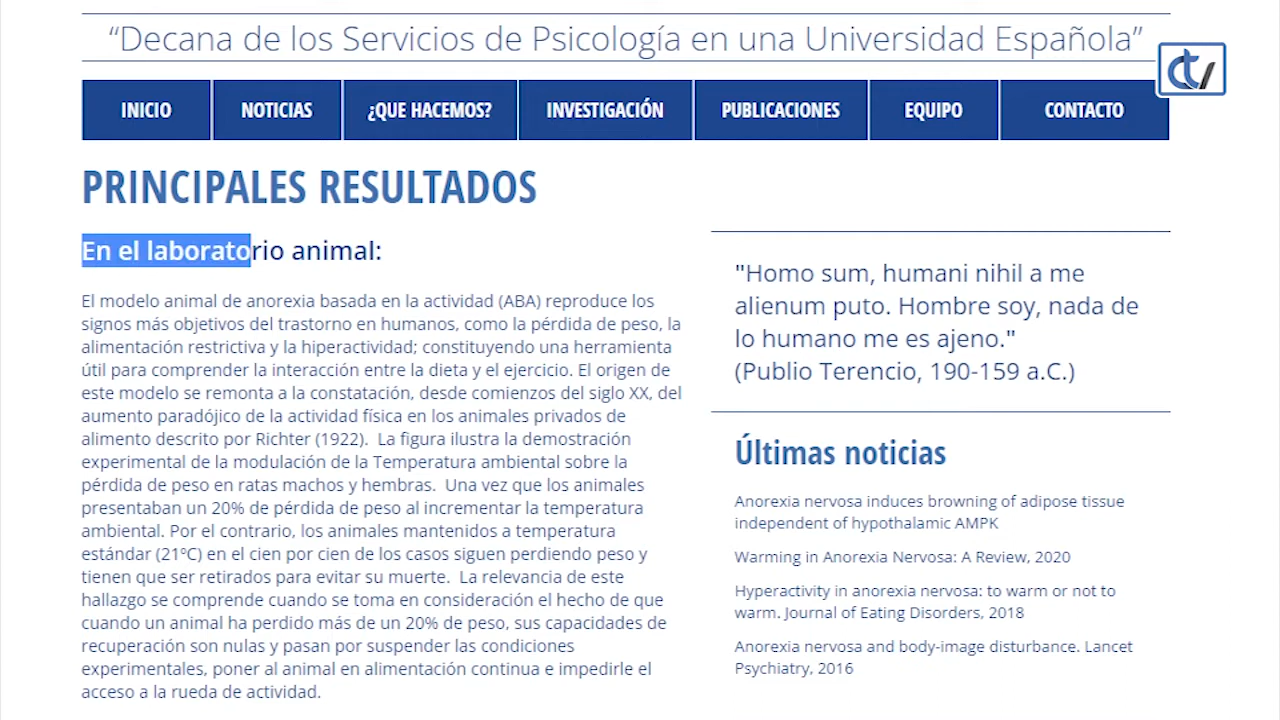 “Decana de los Servicios de Psicología en una Universidad Española”
INICIO
NOTICIAS
¿QUE HACEMOS?
INVESTIGACIÓN
PUBLICACIONES
EQUIPO
CONTACTO
PRINCIPALES RESULTADOS
En el laboratorio animal:
El modelo animal de anorexia basada en la actividad (ABA) reproduce los
signos más objetivos del trastorno en humanos, como la pérdida de peso, la
alimentación restrictiva y la hiperactividad; constituyendo una herramienta
útil para comprender la interacción entre la dieta y el ejercicio. El origen de
este modelo se remonta a la constatación, desde comienzos del siglo XX, del
aumento paradójico de la actividad física en los animales privados de
alimento descrito por Richter (1922). La figura ilustra la demostración
experimental de la modulación de la Temperatura ambiental sobre la
pérdida de peso en ratas machos y hembras. Una vez que los animales
presentaban un 20% de pérdida de peso al incrementar la temperatura
ambiental. Por el contrario, los animales mantenidos a temperatura
estándar (21ºC) en el cien por cien de los casos siguen perdiendo peso y
tienen que ser retirados para evitar su muerte. La relevancia de este
hallazgo se comprende cuando se toma en consideración el hecho de que
cuando un animal ha perdido más de un 20% de peso, sus capacidades de
recuperación son nulas y pasan por suspender las condiciones
experimentales, poner al animal en alimentación continua e impedirle el
acceso a la rueda de actividad.
"Homo sum, humani nihil a me
alienum puto. Hombre soy, nada de
lo humano me es ajeno."
(Publio Terencio, 190-159 a.C.)
Últimas noticias
Anorexia nervosa induces browning of adipose tissue
independent of hypothalamic AMPK
Warming in Anorexia Nervosa: A Review, 2020
Hyperactivity in anorexia nervosa: to warm or not to
warm. Journal of Eating Disorders, 2018
Anorexia nervosa and body-image disturbance. Lancet
Psychiatry, 2016